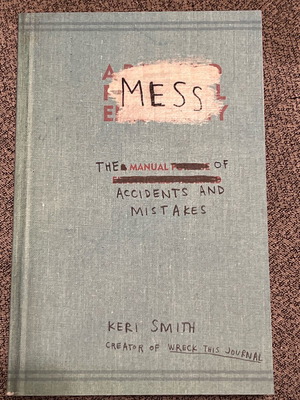 MESS
THE MANUAL OF
ACCIDENTS AND
MISTAKES
KERI SMITH
CREATOR OF WRECK THIS JOURNAL